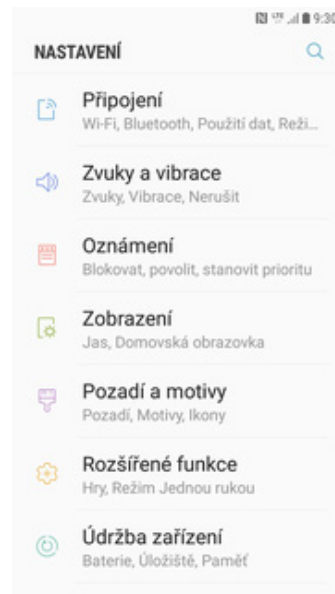 9:30
NASTAVENÍ
Připojení
Wi-Fi, Bluetooth, Použití dat, Reži...
Zvuky a vibrace
Zvuky, Vibrace, Nerušit
Oznámení
Blokovat, povolit, stanovit prioritu
Zobrazení
Jas, Domovská obrazovka
Pozadí a motivy
Pozadí, Motivy, Ikony
Rozšířené funkce
Hry, Režim Jednou rukou
Údržba zařízení
Baterie, Úložiště, Paměť